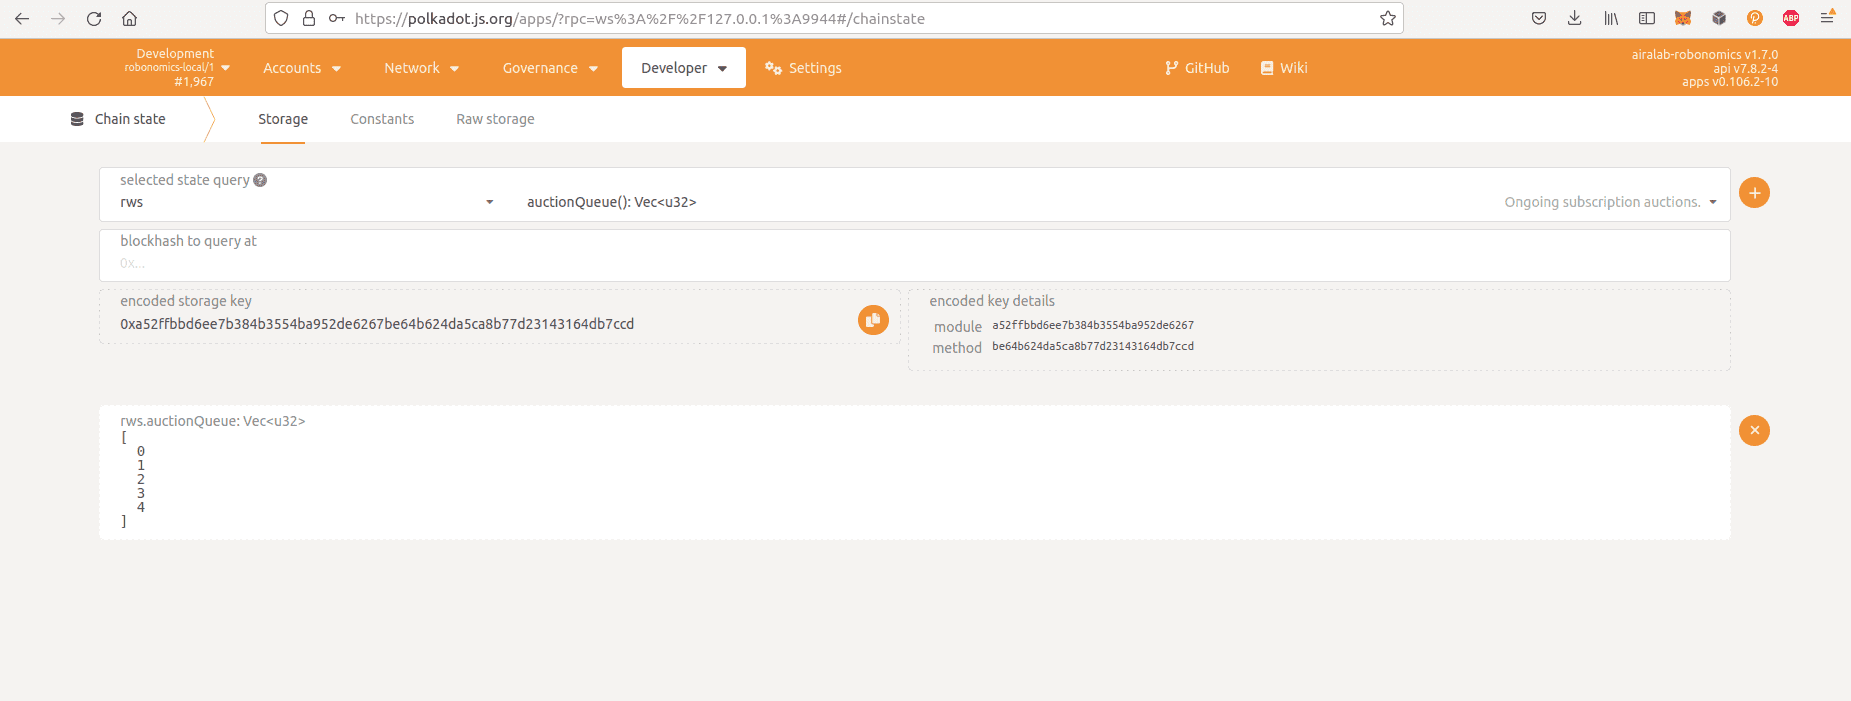 https://polkadot.js.org/apps/?rpc=ws%3A%2F%2F127.0.0.1%3A9944#/chainstate
ABP
Development
robonomics-local/1
#1,967
Accounts
Network
Governance
Developer
Settings
GitHub
Wiki
airalab-robonomics v1.7.0
api v7.8.2-4
apps v0.106.2-10
Chain state
Storage
Constants
Raw storage
selected state query ?
rws
auctionQueue(): Vec<u32>
Ongoing subscription auctions.
blockhash to query at
0x...
encoded storage key
0xa52ffbbd6ee7b384b3554ba952de6267be64b624da5ca8b77d23143164db7ccd
encoded key details
module a52ffbbd6ee7b384b3554ba952de6267
method be64b624da5ca8b77d23143164db7ccd
rws.auctionQueue: Vec<u32>
[
0
1
2
3
4
]